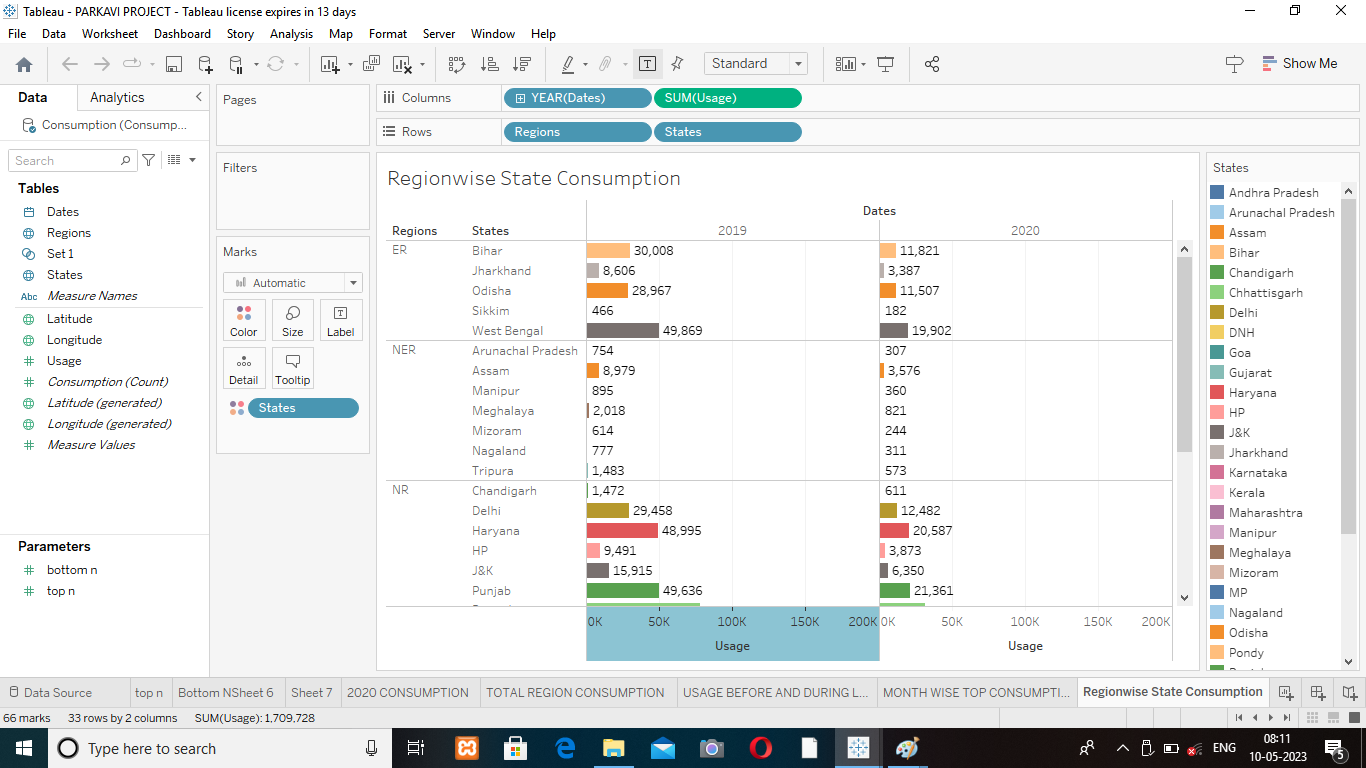 Tableau - PARKAVI PROJECT - Tableau license expires in 13 days
File Data Worksheet Dashboard Story Analysis Map Format Server Window Help
Standard Show Me
Data Analytics
Consumption (Consump...
Search
Tables
Dates
Regions
Set 1
States
Abc Measure Names
Latitude
Longitude
Usage
Consumption (Count)
Latitude (generated)
Longitude (generated)
Measure Values
Parameters
bottom n
top n
Pages
Filters
Marks
Automatic
Color Size Label
Detail Tooltip
States
Columns YEAR(Dates) SUM(Usage)
Rows Regions States
Regionwise State Consumption
Dates
Regions States 2019 2020
ER Bihar 30,008 11,821
Jharkhand 8,606 3,387
Odisha 28,967 11,507
Sikkim 466 182
West Bengal 49,869 19,902
NER Arunachal Pradesh 754 307
Assam 8,979 3,576
Manipur 895 360
Meghalaya 2,018 821
Mizoram 614 244
Nagaland 777 311
Tripura 1,483 573
NR Chandigarh 1,472 611
Delhi 29,458 12,482
Haryana 48,995 20,587
HP 9,491 3,873
J&K 15,915 6,350
Punjab 49,636 21,361
0K 50K 100K 150K 200K 0K 50K 100K 150K 200K
Usage Usage
States
Andhra Pradesh
Arunachal Pradesh
Assam
Bihar
Chandigarh
Chhattisgarh
Delhi
DNH
Goa
Gujarat
Haryana
HP
J&K
Jharkhand
Karnataka
Kerala
Maharashtra
Manipur
Meghalaya
Mizoram
MP
Nagaland
Odisha
Pondy
Data Source top n Bottom NSheet 6 Sheet 7 2020 CONSUMPTION TOTAL REGION CONSUMPTION USAGE BEFORE AND DURING L... MONTH WISE TOP CONSUMPTI... Regionwise State Consumption
66 marks 33 rows by 2 columns SUM(Usage): 1,709,728
Type here to search
ENG
08:11
10-05-2023
5